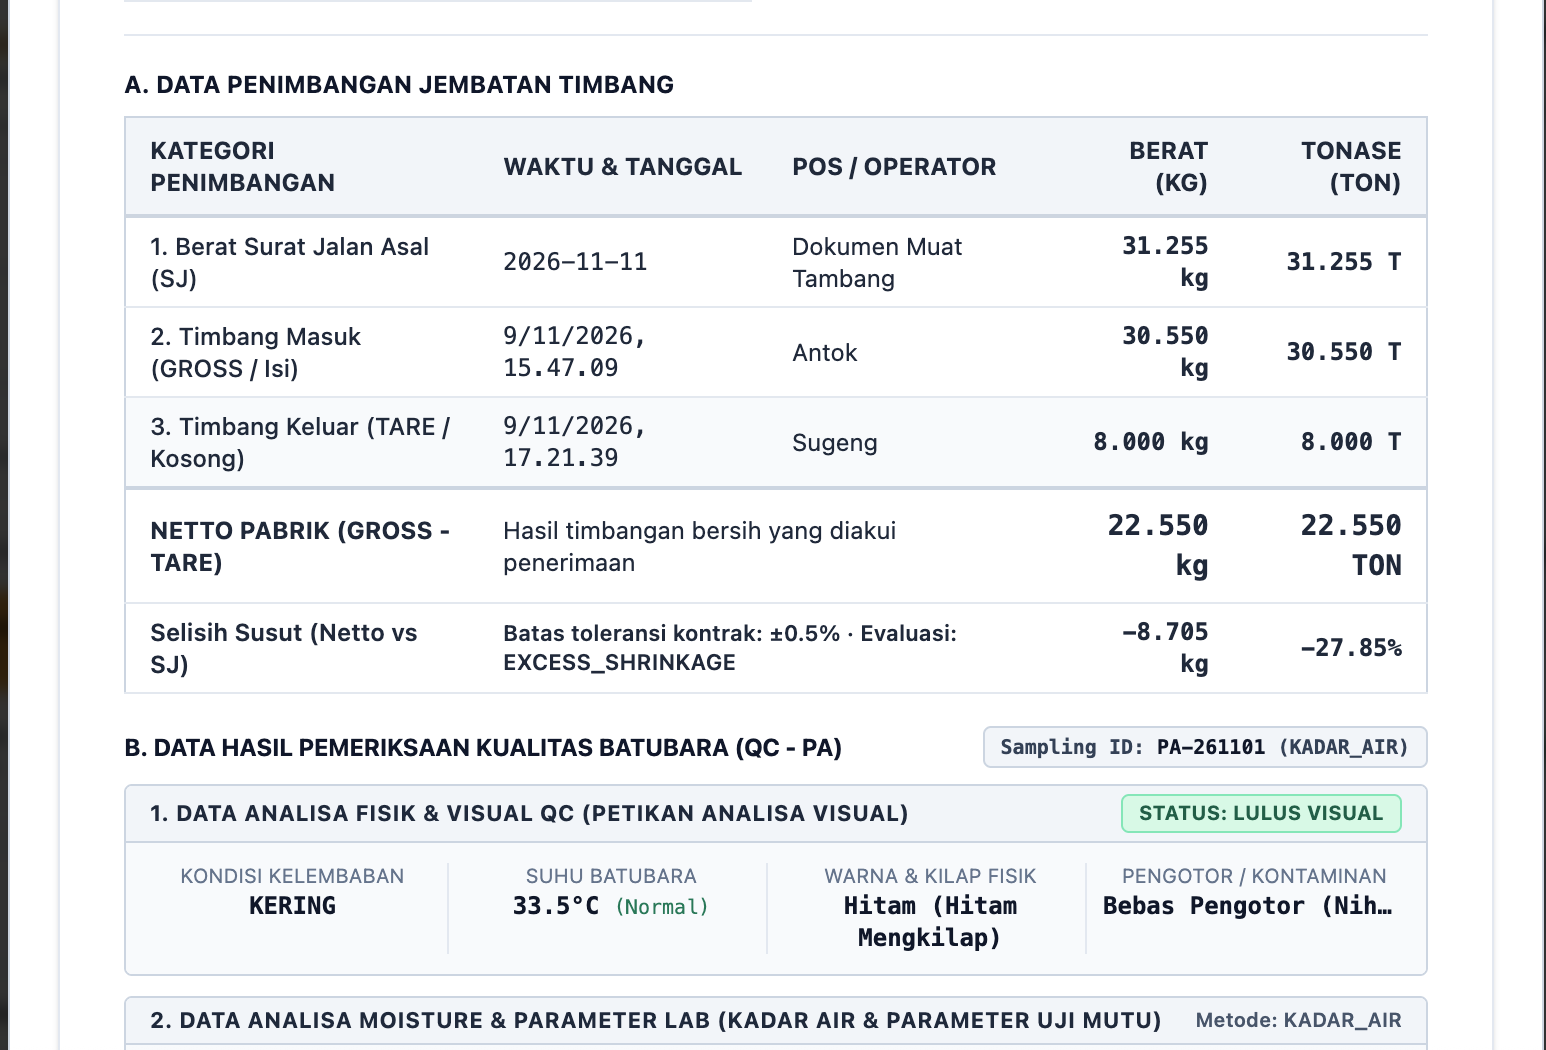 A. DATA PENIMBANGAN JEMBATAN TIMBANG
KATEGORI PENIMBANGAN WAKTU & TANGGAL POS / OPERATOR BERAT (KG) TONASE (TON)
1. Berat Surat Jalan Asal (SJ) 2026-11-11 Dokumen Muat Tambang 31.255 kg 31.255 T
2. Timbang Masuk (GROSS / Isi) 9/11/2026, 15.47.09 Antok 30.550 kg 30.550 T
3. Timbang Keluar (TARE / Kosong) 9/11/2026, 17.21.39 Sugeng 8.000 kg 8.000 T
NETTO PABRIK (GROSS - TARE) Hasil timbangan bersih yang diakui penerimaan 22.550 kg 22.550 TON
Selisih Susut (Netto vs SJ) Batas toleransi kontrak: ±0.5% · Evaluasi: EXCESS_SHRINKAGE -8.705 kg -27.85%
B. DATA HASIL PEMERIKSAAN KUALITAS BATUBARA (QC - PA) Sampling ID: PA-261101 (KADAR_AIR)
1. DATA ANALISA FISIK & VISUAL QC (PETIKAN ANALISA VISUAL) STATUS: LULUS VISUAL
KONDISI KELEMBABAN
KERING
SUHU BATUBARA
33.5°C (Normal)
WARNA & KILAP FISIK
Hitam (Hitam
Mengkilap)
PENGOTOR / KONTAMINAN
Bebas Pengotor (Nih…
2. DATA ANALISA MOISTURE & PARAMETER LAB (KADAR AIR & PARAMETER UJI MUTU) Metode: KADAR_AIR